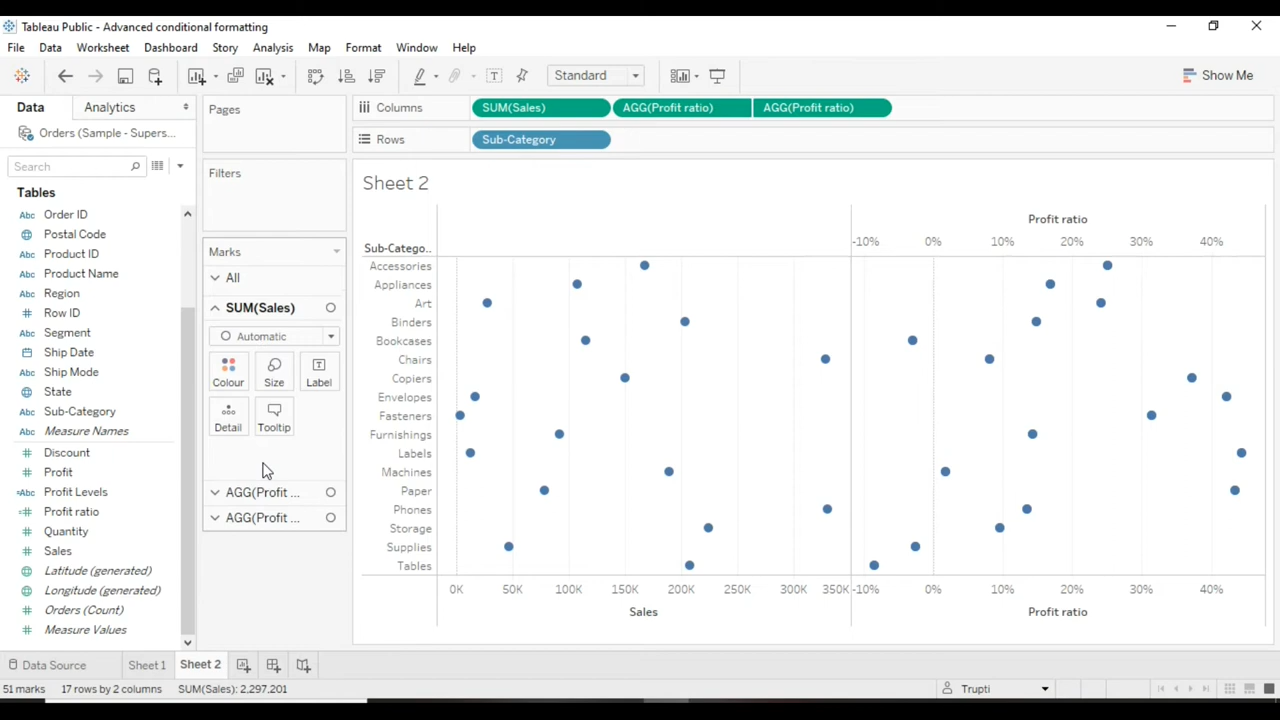 Tableau Public - Advanced conditional formatting
File Data Worksheet Dashboard Story Analysis Map Format Window Help
Standard
Show Me
Data Analytics
Orders (Sample - Supers...
Search
Tables
Abc Order ID
Postal Code
Abc Product ID
Abc Product Name
Abc Region
# Row ID
Abc Segment
Ship Date
Abc Ship Mode
State
Abc Sub-Category
Abc Measure Names
# Discount
# Profit
=Abc Profit Levels
=# Profit ratio
# Quantity
# Sales
Latitude (generated)
Longitude (generated)
# Orders (Count)
# Measure Values
Pages
Filters
Marks
All
SUM(Sales)
Automatic
Colour Size Label
Detail Tooltip
AGG(Profit ...
AGG(Profit ...
Columns SUM(Sales) AGG(Profit ratio) AGG(Profit ratio)
Rows Sub-Category
Sheet 2
Profit ratio
-10% 0% 10% 20% 30% 40%
Sub-Catego..
Accessories
Appliances
Art
Binders
Bookcases
Chairs
Copiers
Envelopes
Fasteners
Furnishings
Labels
Machines
Paper
Phones
Storage
Supplies
Tables
0K 50K 100K 150K 200K 250K 300K 350K -10% 0% 10% 20% 30% 40%
Sales Profit ratio
Data Source Sheet 1 Sheet 2
51 marks 17 rows by 2 columns SUM(Sales): 2,297,201 Trupti